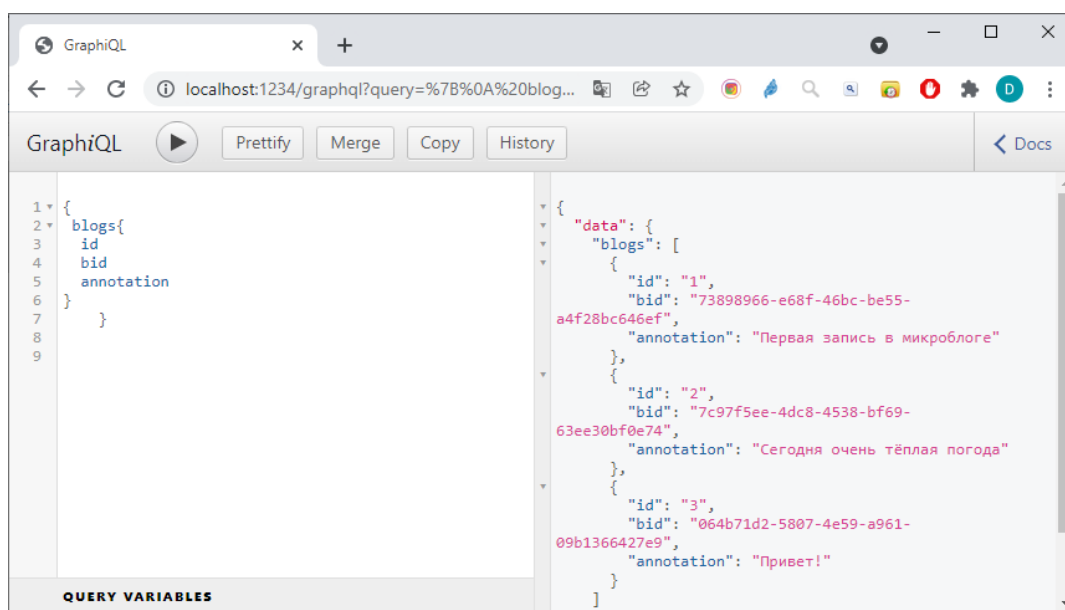 GraphiQL
localhost:1234/graphql?query=%7B%0A%20blog...
D
GraphiQL
Prettify
Merge
Copy
History
Docs
1 {
2 blogs{
3 id
4 bid
5 annotation
6 }
7 }
8
9
QUERY VARIABLES
{
"data": {
"blogs": [
{
"id": "1",
"bid": "73898966-e68f-46bc-be55-
a4f28bc646ef",
"annotation": "Первая запись в микроблоге"
},
{
"id": "2",
"bid": "7c97f5ee-4dc8-4538-bf69-
63ee30bf0e74",
"annotation": "Сегодня очень тёплая погода"
},
{
"id": "3",
"bid": "064b71d2-5807-4e59-a961-
09b1366427e9",
"annotation": "Привет!"
}
]